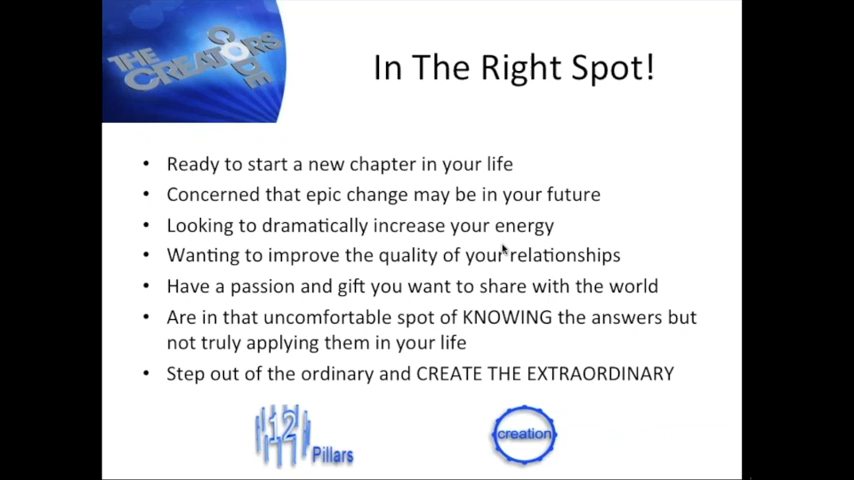 THE CREATORS CODE
In The Right Spot!
• Ready to start a new chapter in your life
• Concerned that epic change may be in your future
• Looking to dramatically increase your energy
• Wanting to improve the quality of your relationships
• Have a passion and gift you want to share with the world
• Are in that uncomfortable spot of KNOWING the answers but
not truly applying them in your life
• Step out of the ordinary and CREATE THE EXTRAORDINARY
12 Pillars
creation